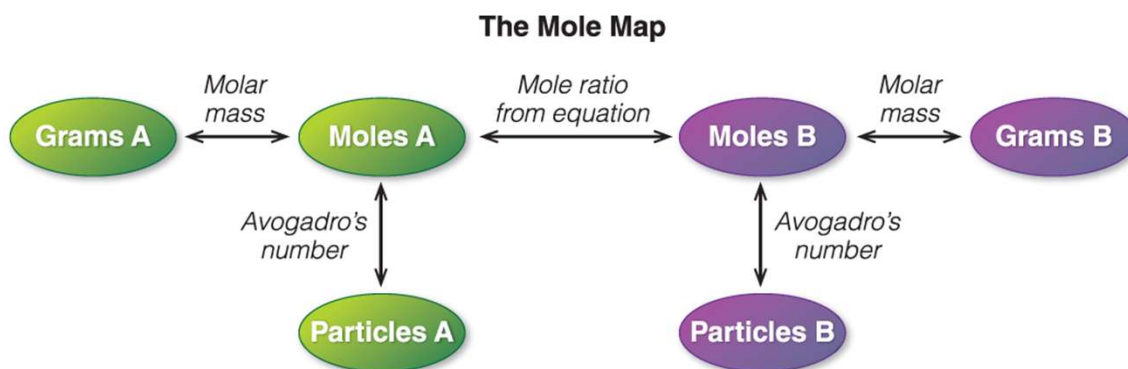 The Mole Map
Molar
mass
Mole ratio
from equation
Molar
mass
Grams A
Moles A
Moles B
Grams B
Avogadro’s
number
Avogadro’s
number
Particles A
Particles B